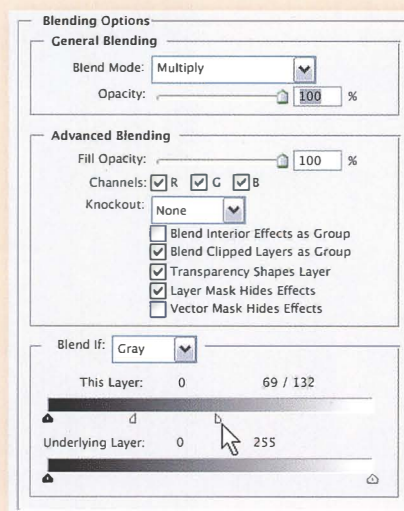 Blending Options
General Blending
Blend Mode: Multiply
Opacity: 100 %
Advanced Blending
Fill Opacity: 100 %
Channels: R G B
Knockout: None
Blend Interior Effects as Group
Blend Clipped Layers as Group
Transparency Shapes Layer
Layer Mask Hides Effects
Vector Mask Hides Effects
Blend If: Gray
This Layer: 0 69 / 132
Underlying Layer: 0 255